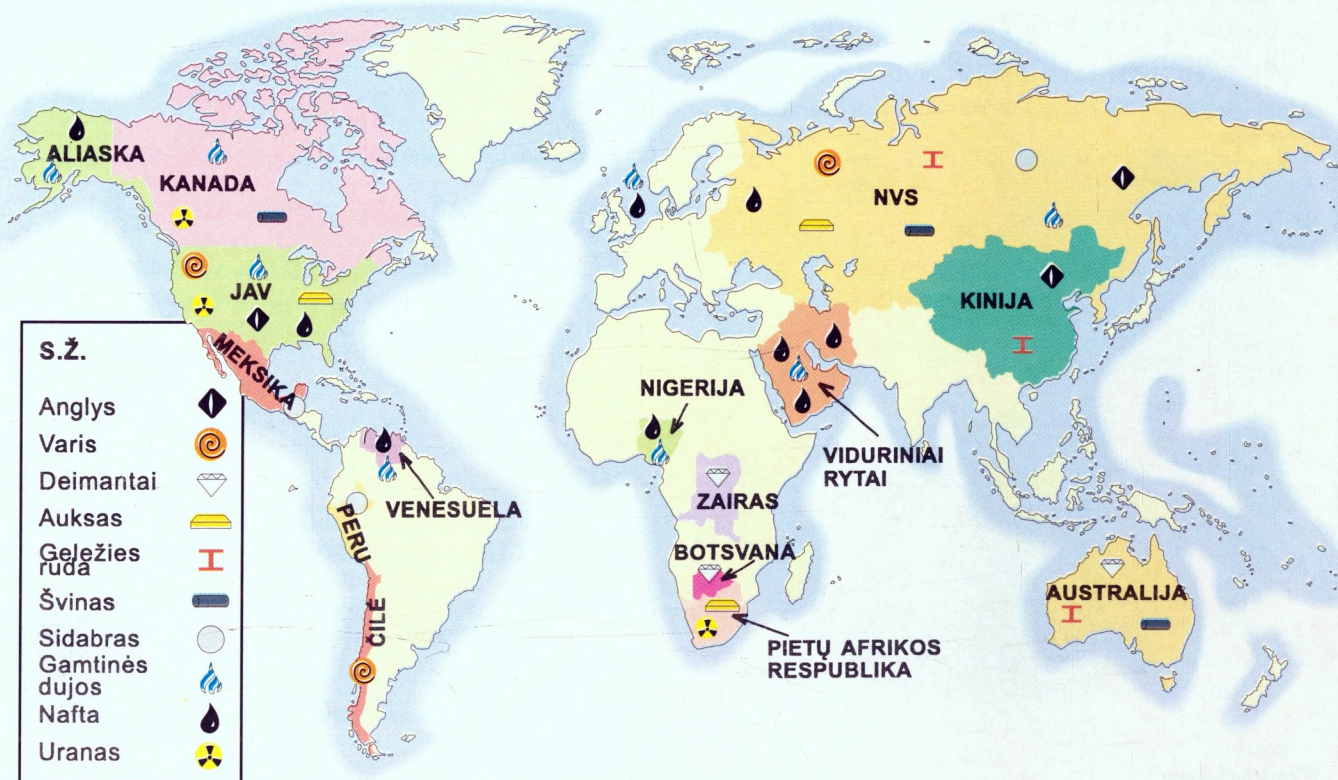 ALIASKA
KANADA
NVS
JAV
KINIJA
MEKSIKA
NIGERIJA
VIDURINIAI
RYTAI
VENESUELA
ZAIRAS
PERU
BOTSVANA
AUSTRALIJA
ČILĖ
PIETŲ AFRIKOS
RESPUBLIKA
S.Ž.
Anglys
Varis
Deimantai
Auksas
Geležies
rūda
Švinas
Sidabras
Gamtinės
dujos
Nafta
Uranas